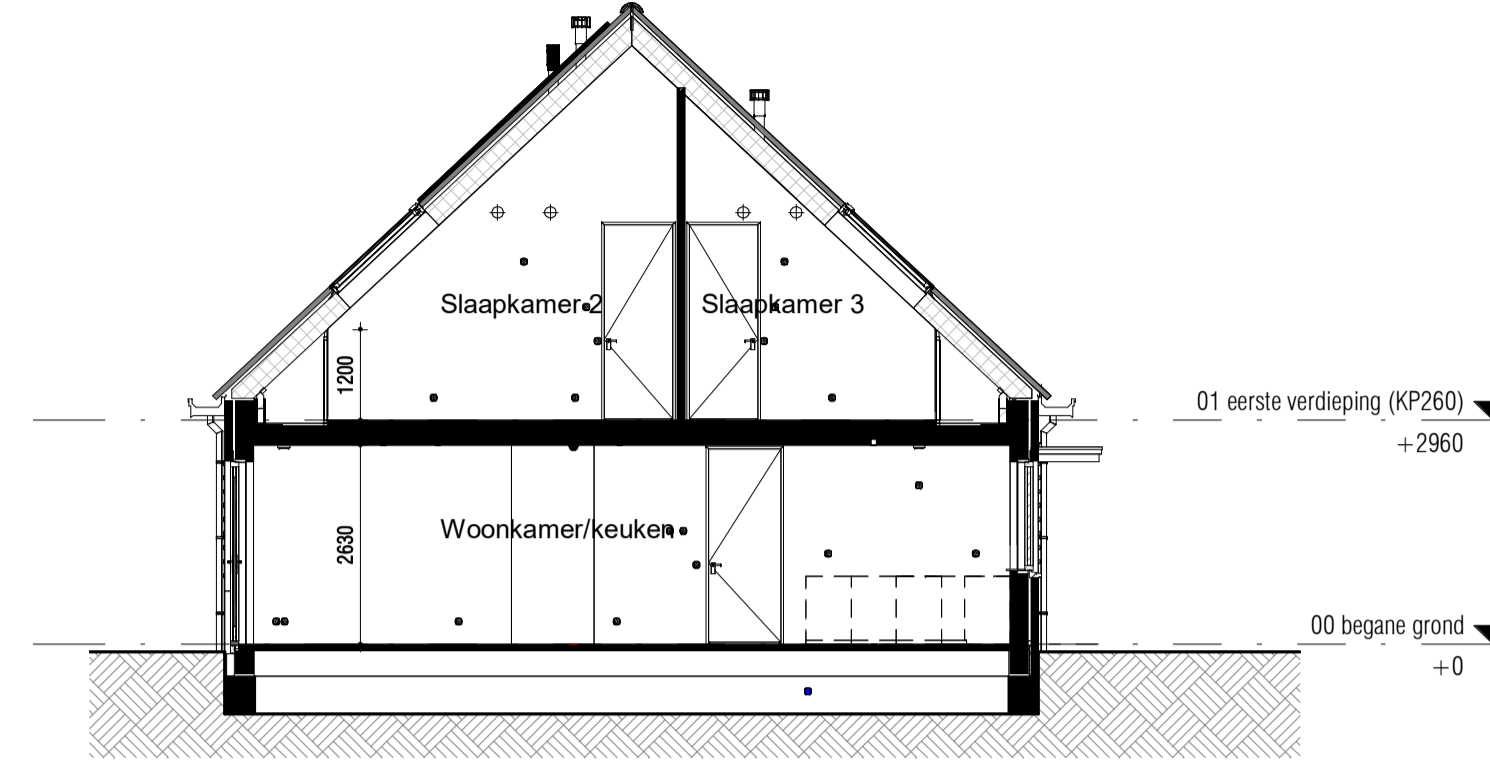 Slaapkamer 2
Slaapkamer 3
1200
01 eerste verdieping (KP260)
+2960
Woonkamer/keuken
2630
00 begane grond
+0